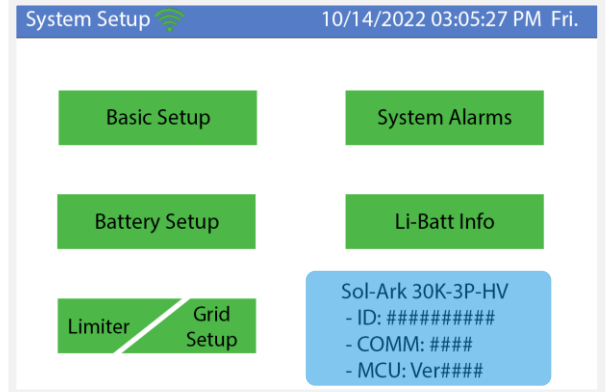 System Setup 10/14/2022 03:05:27 PM Fri.
Basic Setup
System Alarms
Battery Setup
Li-Batt Info
Limiter
Grid
Setup
Sol-Ark 30K-3P-HV
- ID: ##########
- COMM: ####
- MCU: Ver####